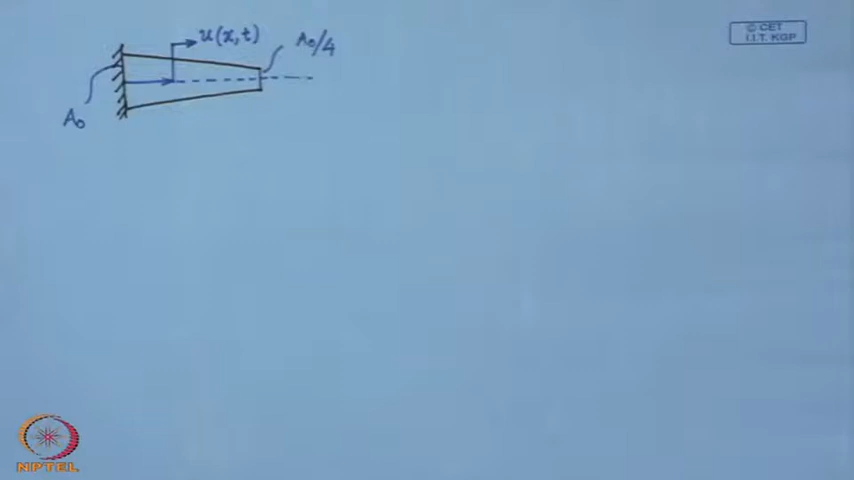 u(x,t)
A₀/4
A₀
© CET
I.I.T. KGP
NPTEL